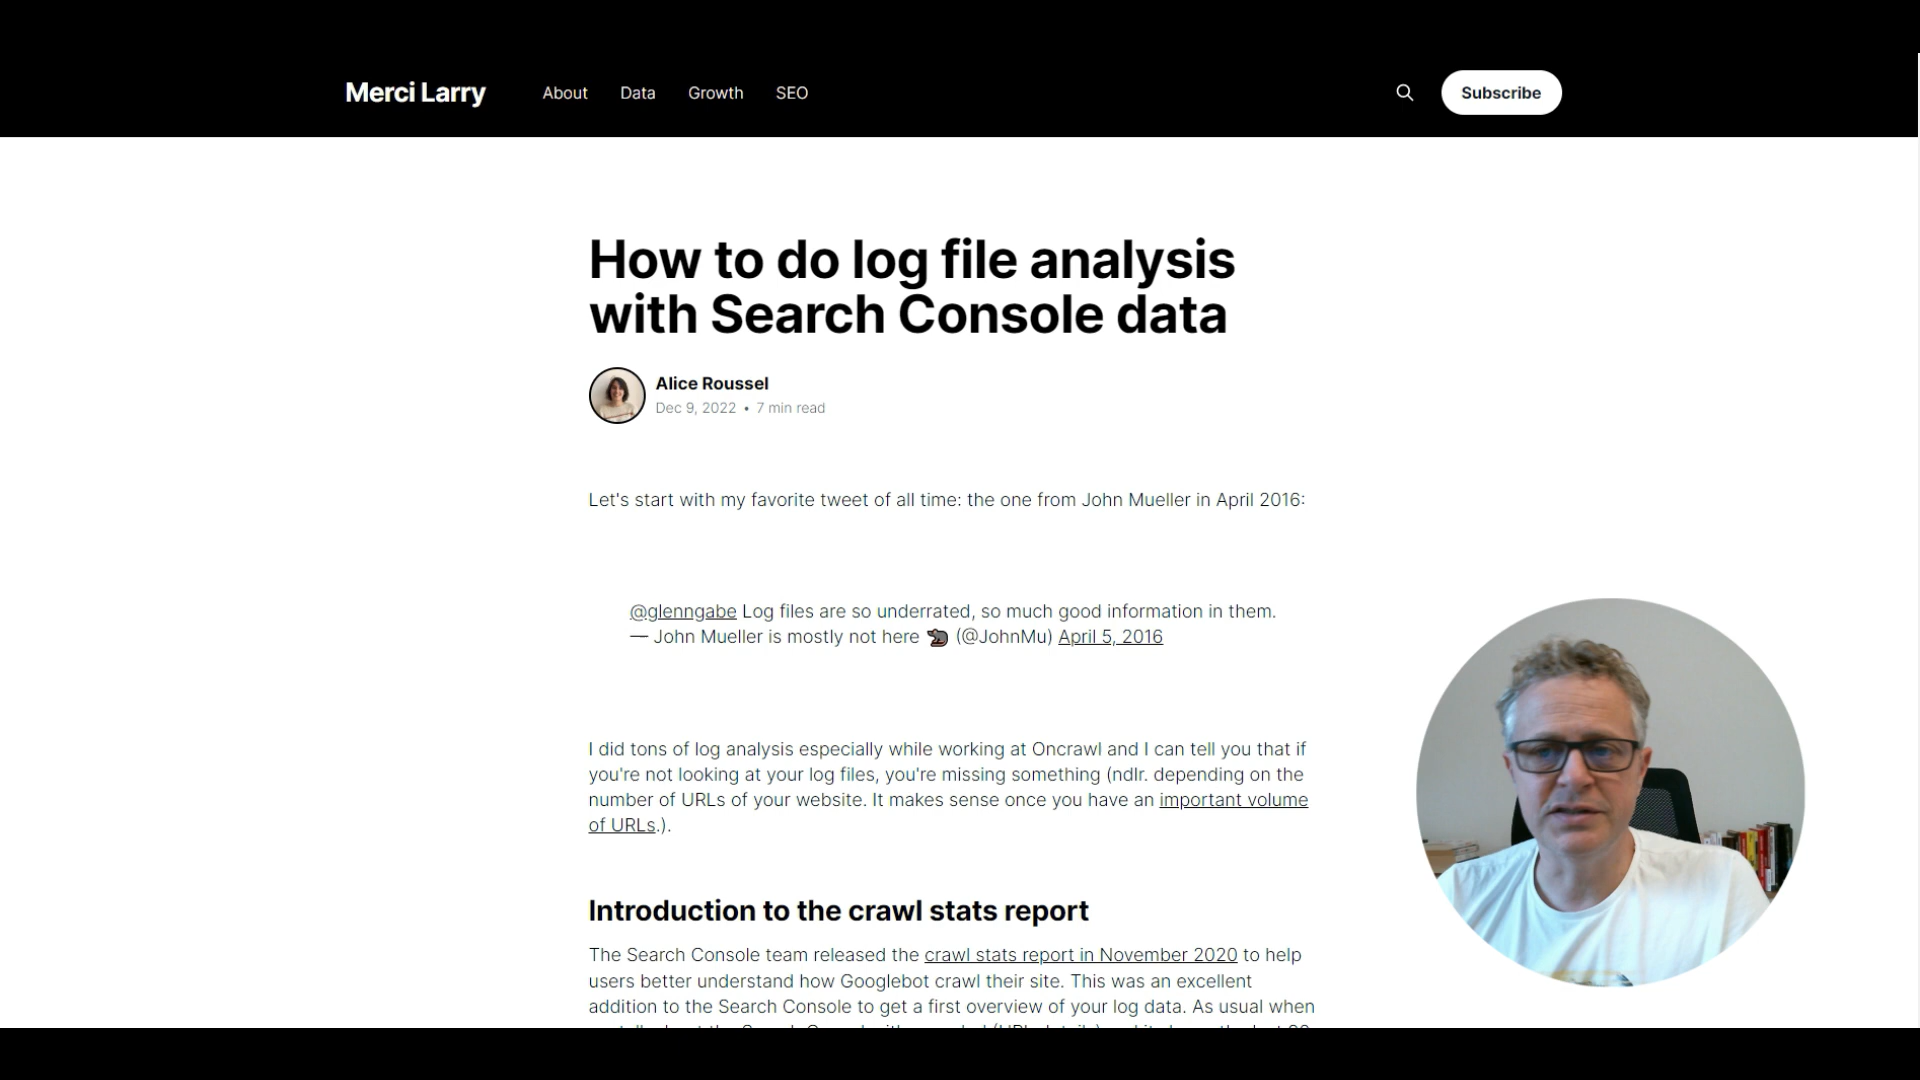 Merci Larry
About
Data
Growth
SEO
Subscribe
How to do log file analysis
with Search Console data
Alice Roussel
Dec 9, 2022 • 7 min read
Let's start with my favorite tweet of all time: the one from John Mueller in April 2016:
@glenngabe Log files are so underrated, so much good information in them.
— John Mueller is mostly not here 🐀 (@JohnMu) April 5, 2016
I did tons of log analysis especially while working at Oncrawl and I can tell you that if
you're not looking at your log files, you're missing something (ndlr. depending on the
number of URLs of your website. It makes sense once you have an important volume
of URLs.).
Introduction to the crawl stats report
The Search Console team released the crawl stats report in November 2020 to help
users better understand how Googlebot crawl their site. This was an excellent
addition to the Search Console to get a first overview of your log data. As usual when